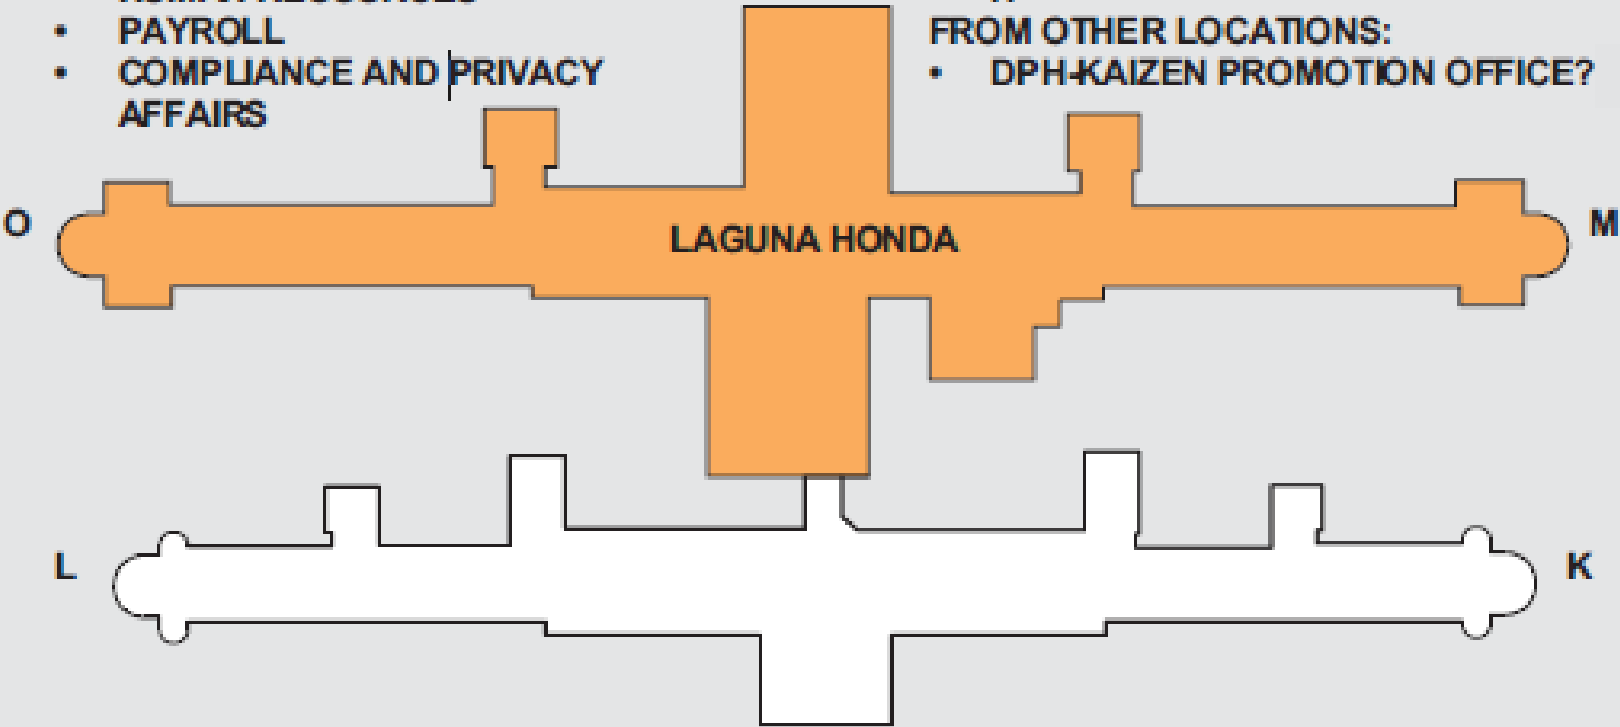 • PAYROLL
• COMPLIANCE AND PRIVACY
AFFAIRS
FROM OTHER LOCATIONS:
• DPH-KAIZEN PROMOTION OFFICE?
O
LAGUNA HONDA
M
L
K